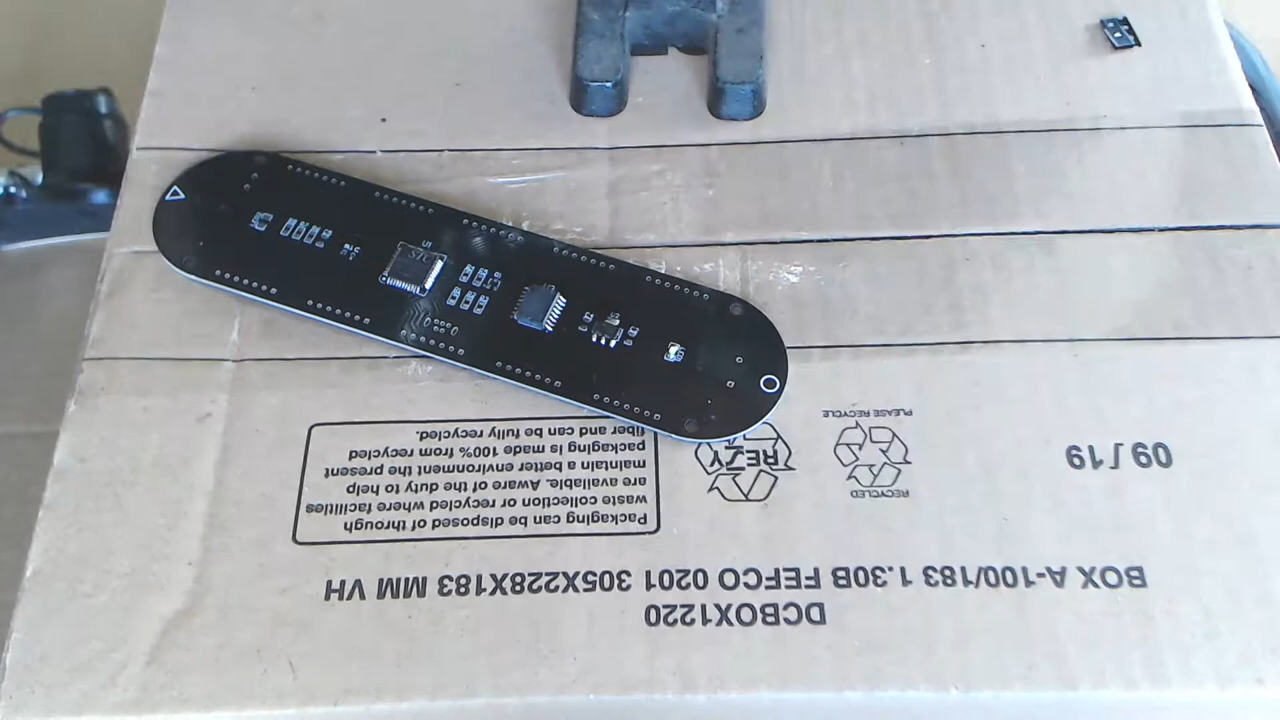 STC
U1
BOX A-100/183 1.30B FEFCO 0201 305X228X183 MM VH
DCBOX1220
Packaging can be disposed of through
waste collection or recycled where facilities
are available. Aware of the duty to help
maintain a better environment the present
packaging is made 100% from recycled
fiber and can be fully recycled.
RESY
RECYCLED
PLEASE RECYCLE
09/19